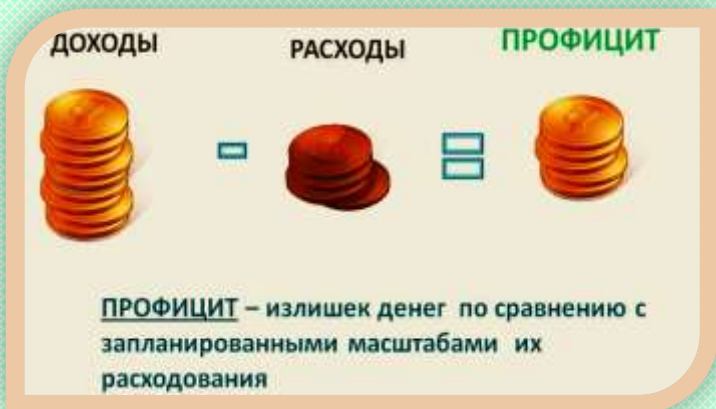 ДОХОДЫ
РАСХОДЫ
ПРОФИЦИТ
ПРОФИЦИТ – излишек денег по сравнению с
запланированными масштабами их
расходования